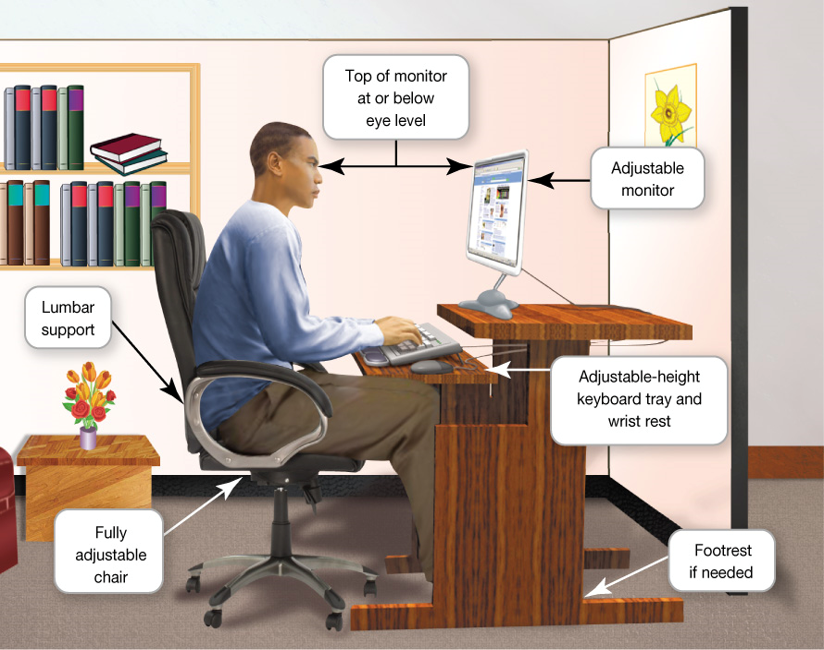 Top of monitor
at or below
eye level
Adjustable
monitor
Lumbar
support
Adjustable-height
keyboard tray and
wrist rest
Fully
adjustable
chair
Footrest
if needed